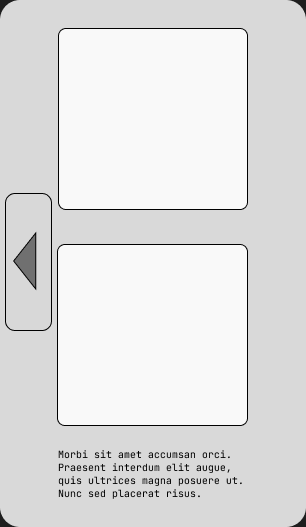 Morbi sit amet accumsan orci.
Praesent interdum elit augue,
quis ultrices magna posuere ut.
Nunc sed placerat risus.